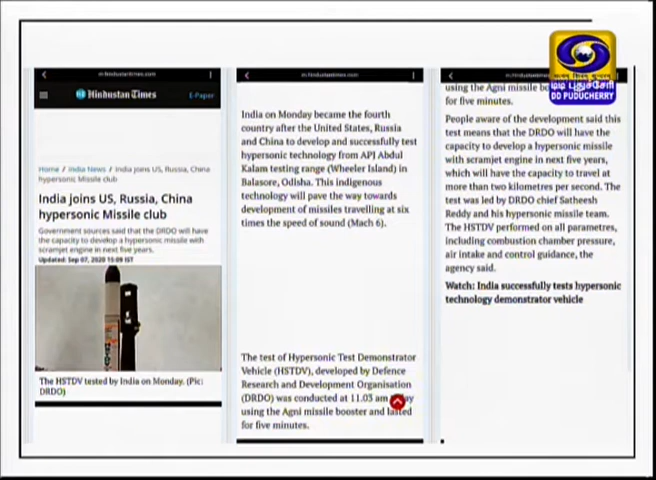 m.hindustantimes.com
Hindustan Times
E-Paper
Home / India News / India joins US, Russia, China
hypersonic Missile club
India joins US, Russia, China
hypersonic Missile club
Government sources said that the DRDO will have
the capacity to develop a hypersonic missile with
scramjet engine in next five years.
Updated: Sep 07, 2020 15:09 IST
The HSTDV tested by India on Monday. (Pic:
DRDO)
m.hindustantimes.com
India on Monday became the fourth
country after the United States, Russia
and China to develop and successfully test
hypersonic technology from APJ Abdul
Kalam testing range (Wheeler Island) in
Balasore, Odisha. This indigenous
technology will pave the way towards
development of missiles travelling at six
times the speed of sound (Mach 6).
The test of Hypersonic Test Demonstrator
Vehicle (HSTDV), developed by Defence
Research and Development Organisation
(DRDO) was conducted at 11.03 am
using the Agni missile booster and lasted
for five minutes.
using the Agni missile
for five minutes.
People aware of the development said this
test means that the DRDO will have the
capacity to develop a hypersonic missile
with scramjet engine in next five years,
which will have the capacity to travel at
more than two kilometres per second. The
test was led by DRDO chief Satheesh
Reddy and his hypersonic missile team.
The HSTDV performed on all parametres,
including combustion chamber pressure,
air intake and control guidance, the
agency said.
Watch: India successfully tests hypersonic
technology demonstrator vehicle
सत्यम् शिवम् सुन्दरम्
டிடி புதுச்சேரி
DD PUDUCHERRY